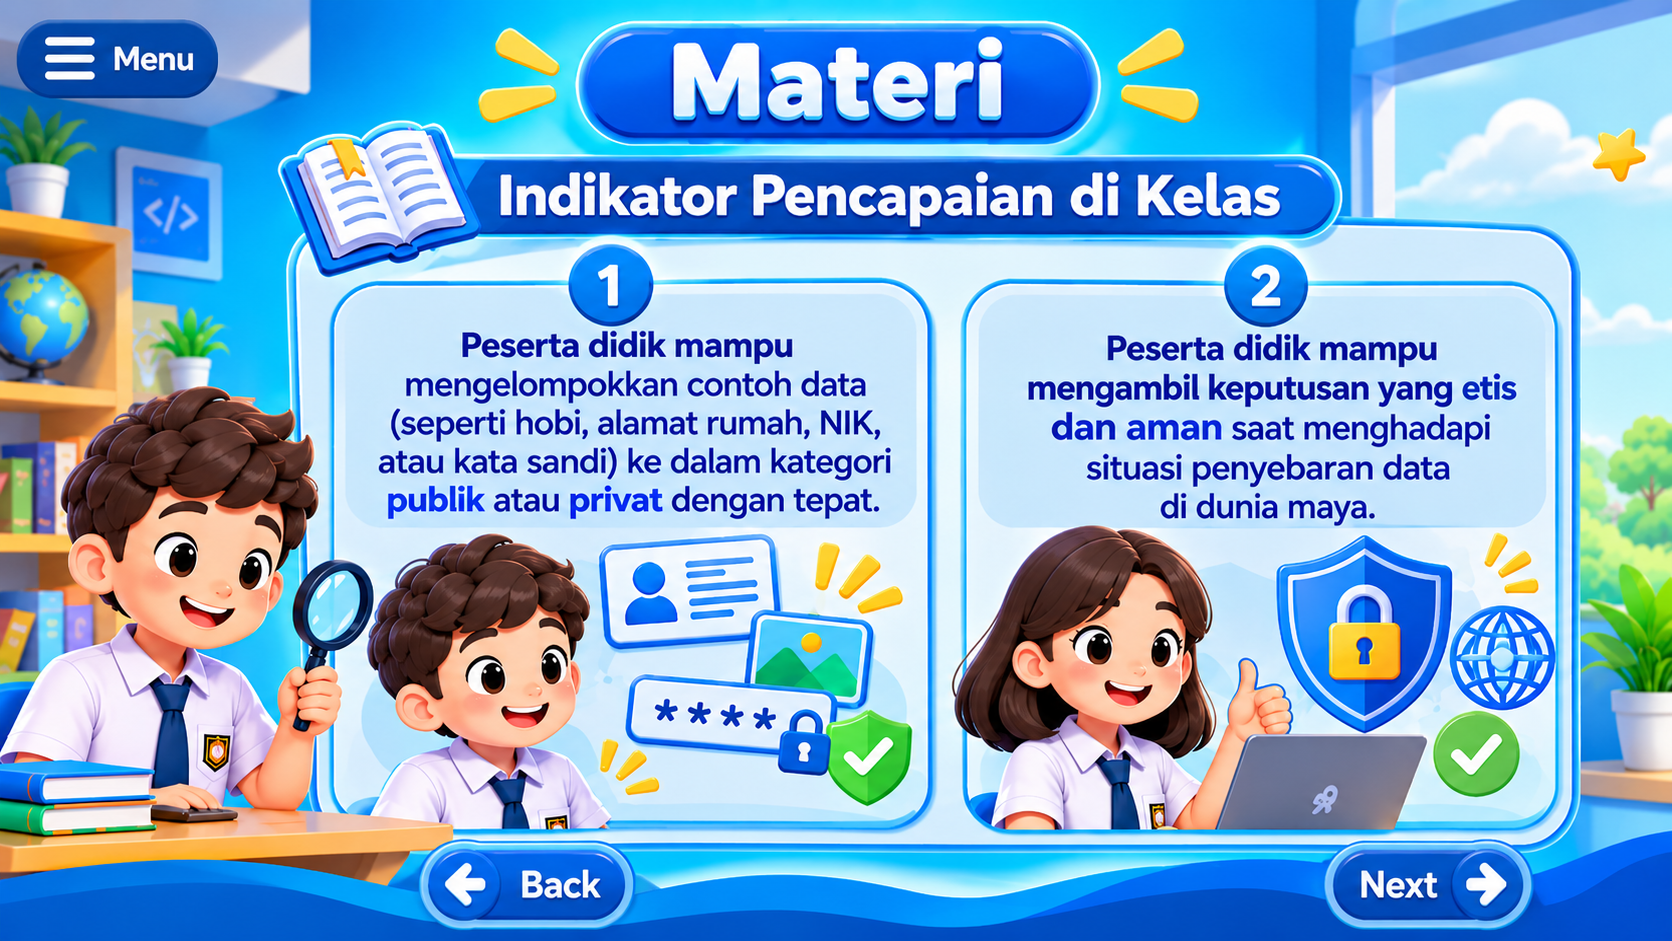 Menu
Materi
Indikator Pencapaian di Kelas
1
Peserta didik mampu
mengelompokkan contoh data
(seperti hobi, alamat rumah, NIK,
atau kata sandi) ke dalam kategori
publik atau privat dengan tepat.
2
Peserta didik mampu
mengambil keputusan yang etis
dan aman saat menghadapi
situasi penyebaran data
di dunia maya.
</>
****
Back
Next